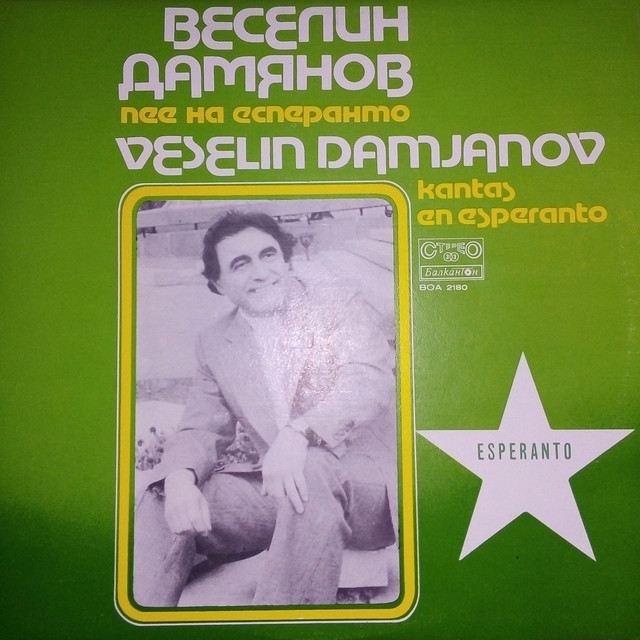 ВЕСЕЛИН
ДАМЯНОВ
пее на есперанто
VESELIN DAMJANOV
kantas
en esperanto
СТЕРЕО
Балкантон
ВОА 2180
ESPERANTO